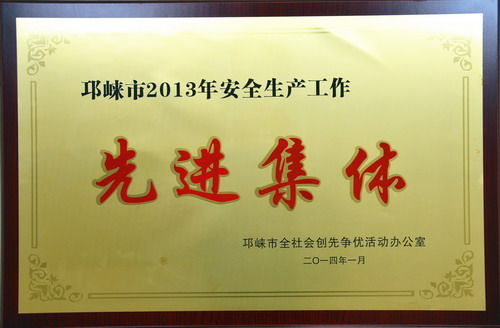 邛崃市2013年安全生产工作
先进集体
邛崃市全社会创先争优活动办公室
二〇一四年一月